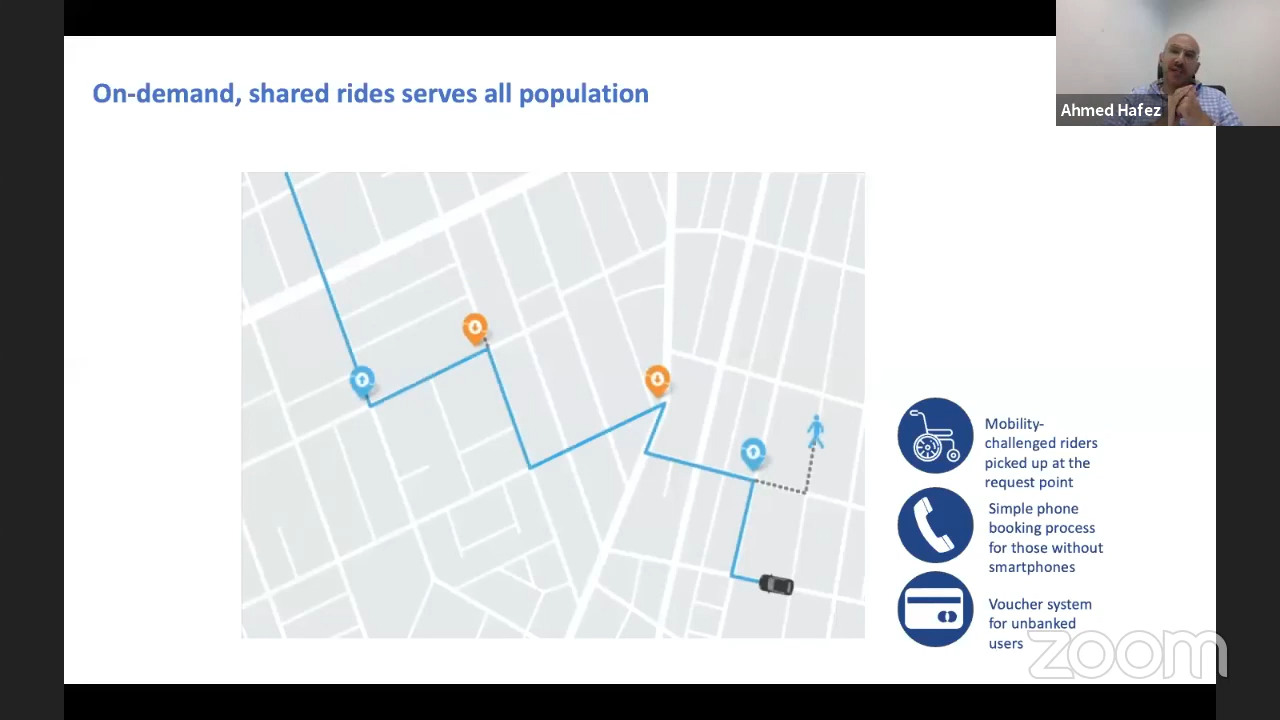 On-demand, shared rides serves all population
Ahmed Hafez
Mobility-
challenged riders
picked up at the
request point
Simple phone
booking process
for those without
smartphones
Voucher system
for unbanked
users
zoom